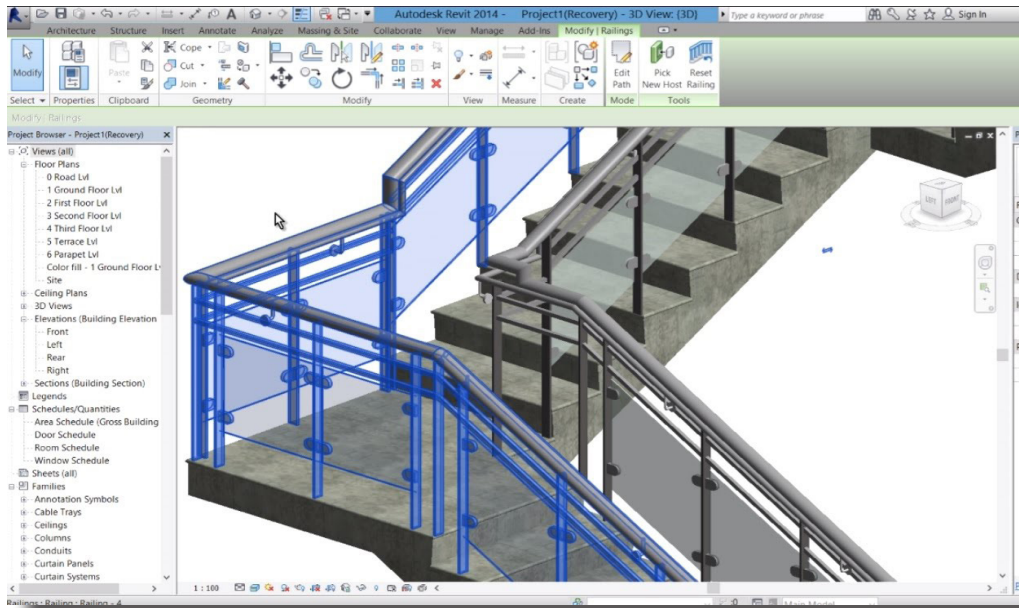 Autodesk Revit 2014 - Project1(Recovery) - 3D View: {3D}
Type a keyword or phrase
Sign In
Architecture Structure Insert Annotate Analyze Massing & Site Collaborate View Manage Add-Ins Modify | Railings
Modify
Paste
Cope
Cut
Join
Edit Path
Pick New Host
Reset Railing
Select Properties Clipboard Geometry Modify View Measure Create Mode Tools
Modify | Railings
Project Browser - Project1(Recovery)
Views (all)
Floor Plans
0 Road Lvl
1 Ground Floor Lvl
2 First Floor Lvl
3 Second Floor Lvl
4 Third Floor Lvl
5 Terrace Lvl
6 Parapet Lvl
Color fill - 1 Ground Floor L
Site
Ceiling Plans
3D Views
Elevations (Building Elevation
Front
Left
Rear
Right
Sections (Building Section)
Legends
Schedules/Quantities
Area Schedule (Gross Building
Door Schedule
Room Schedule
Window Schedule
Sheets (all)
Families
Annotation Symbols
Cable Trays
Ceilings
Columns
Conduits
Curtain Panels
Curtain Systems
LEFT FRONT
1 : 100
Railings : Railing : Railing - 4
:0 Main Model